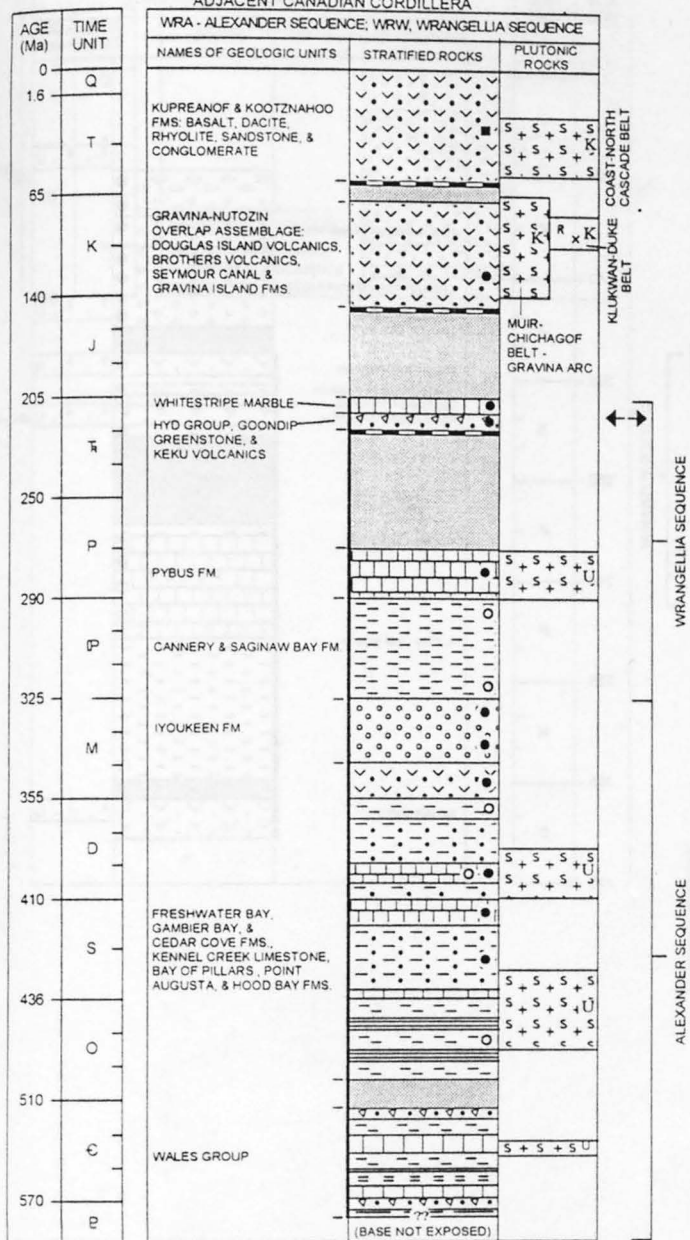 ADJACENT CANADIAN CORDILLERA
WRA - ALEXANDER SEQUENCE; WRW, WRANGELLIA SEQUENCE
AGE
(Ma)
TIME
UNIT
NAMES OF GEOLOGIC UNITS
STRATIFIED ROCKS
PLUTONIC
ROCKS
0
Q
1.6
KUPREANOF & KOOTZNAHOO
FMS: BASALT, DACITE,
RHYOLITE, SANDSTONE, &
CONGLOMERATE
T
S S S S
K
S S S S
COAST-NORTH
CASCADE BELT
65
GRAVINA-NUTOZIN
OVERLAP ASSEMBLAGE:
DOUGLAS ISLAND VOLCANICS,
BROTHERS VOLCANICS,
SEYMOUR CANAL &
GRAVINA ISLAND FMS.
K
K
R x K
KLUKWAN-DUKE
BELT
140
J
MUIR-
CHICHAGOF
BELT -
GRAVINA ARC
205
WHITESTRIPE MARBLE
HYD GROUP, GOONDIP
GREENSTONE, &
KEKU VOLCANICS
Ŧ
250
P
PYBUS FM.
S S S S
S S S U
WRANGELLIA SEQUENCE
290
ℙ
CANNERY & SAGINAW BAY FM.
325
IYOUKEEN FM.
M
355
D
S S S S
S S S U
410
FRESHWATER BAY,
GAMBIER BAY, &
CEDAR COVE FMS.,
KENNEL CREEK LIMESTONE,
BAY OF PILLARS, POINT
AUGUSTA, & HOOD BAY FMS.
S
S S S S
S S S U
ALEXANDER SEQUENCE
436
O
510
Є
WALES GROUP
S + S + S U
570
??
(BASE NOT EXPOSED)